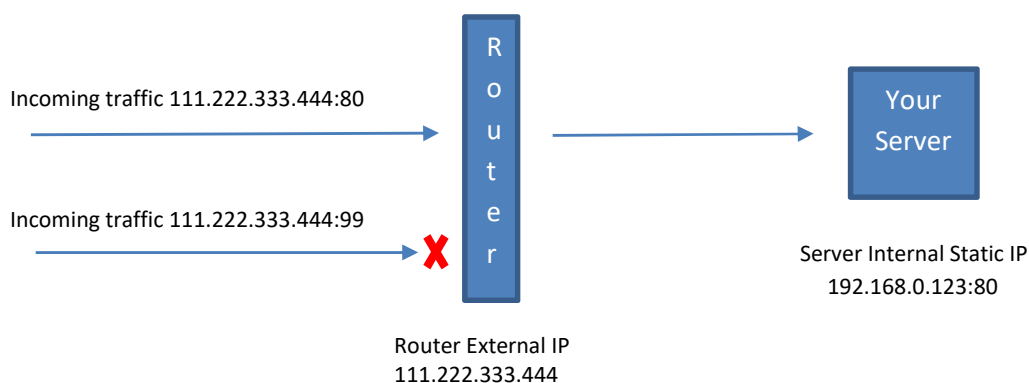 Incoming traffic 111.222.333.444:80
Incoming traffic 111.222.333.444:99
R
o
u
t
e
r
Router External IP
111.222.333.444
Your
Server
Server Internal Static IP
192.168.0.123:80